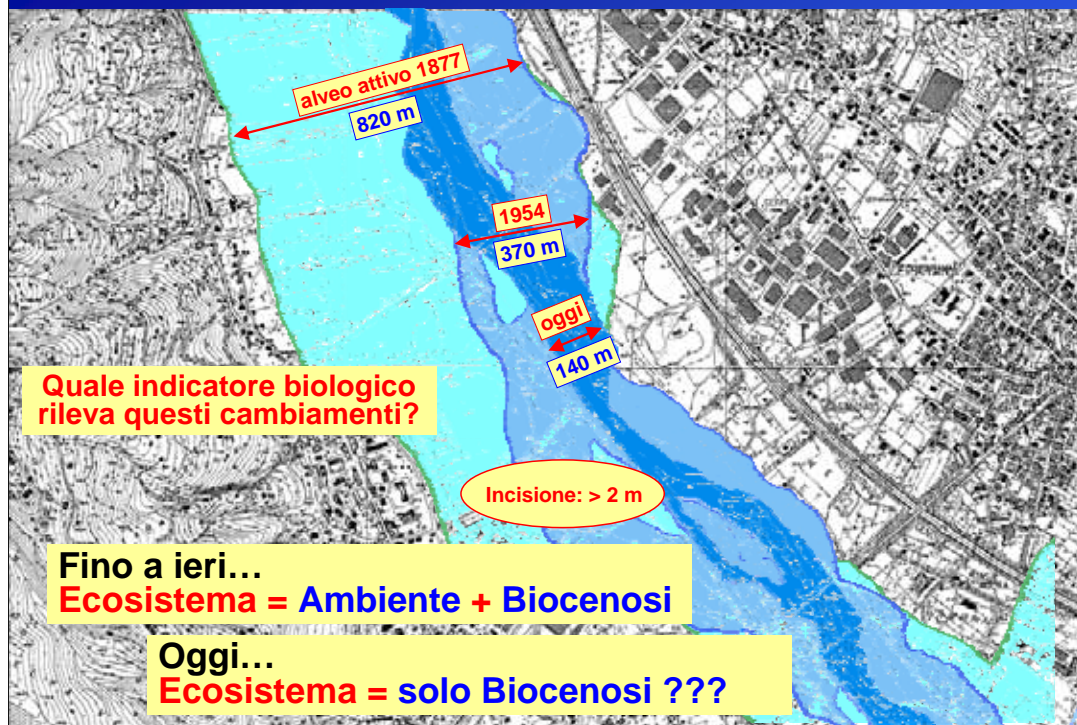 alveo attivo 1877
820 m
1954
370 m
oggi
140 m
Quale indicatore biologico
rileva questi cambiamenti?
Incisione: > 2 m
Fino a ieri…
Ecosistema = Ambiente + Biocenosi
Oggi…
Ecosistema = solo Biocenosi ???